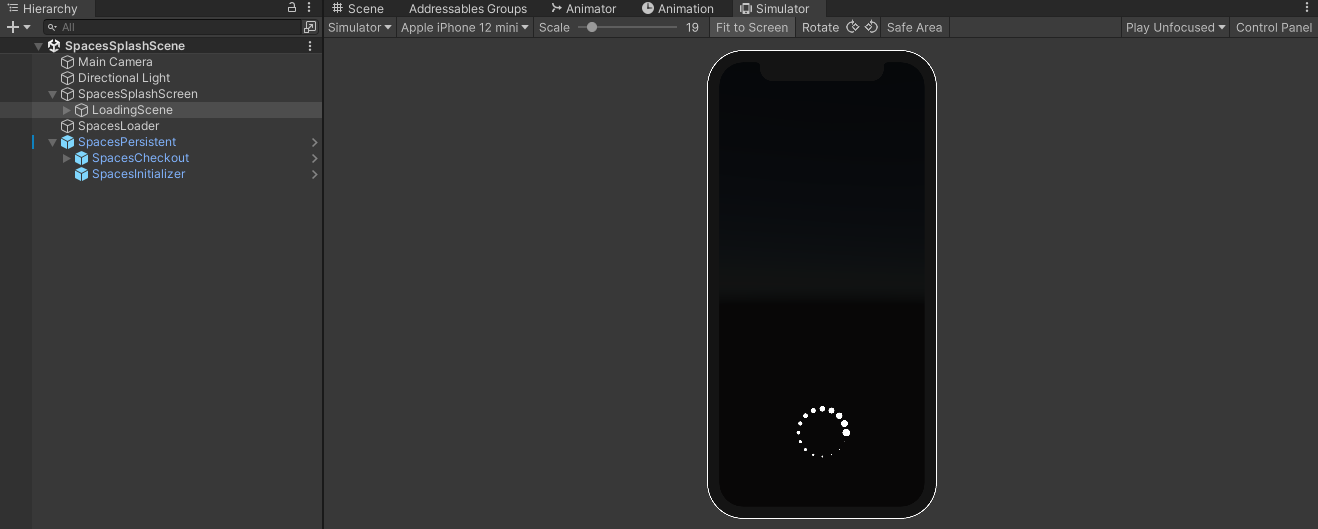 Hierarchy
All
SpacesSplashScene
Main Camera
Directional Light
SpacesSplashScreen
LoadingScene
SpacesLoader
SpacesPersistent
SpacesCheckout
SpacesInitializer
Scene Addressables Groups Animator Animation Simulator
Simulator Apple iPhone 12 mini Scale 19 Fit to Screen Rotate Safe Area Play Unfocused Control Panel